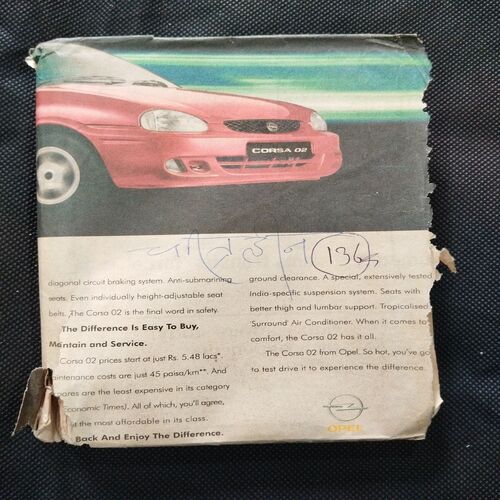 CORSA 02
136
diagonal circuit braking system. Anti-submarining
seats. Even individually height-adjustable seat
belts. The Corsa 02 is the final word in safety.
The Difference Is Easy To Buy,
Maintain and Service.
Corsa 02 prices start at just Rs. 5.48 lacs*.
intenance costs are just 45 paisa/km**. And
pares are the least expensive in its category
conomic Times). All of which, you'll agree,
it the most affordable in its class.
Back And Enjoy The Difference.
ground clearance. A special, extensively tested
India-specific suspension system. Seats with
better thigh and lumbar support. Tropicalised
Surround Air Conditioner. When it comes to
comfort, the Corsa 02 has it all.
The Corsa 02 from Opel. So hot, you've go
to test drive it to experience the difference.
OPEL